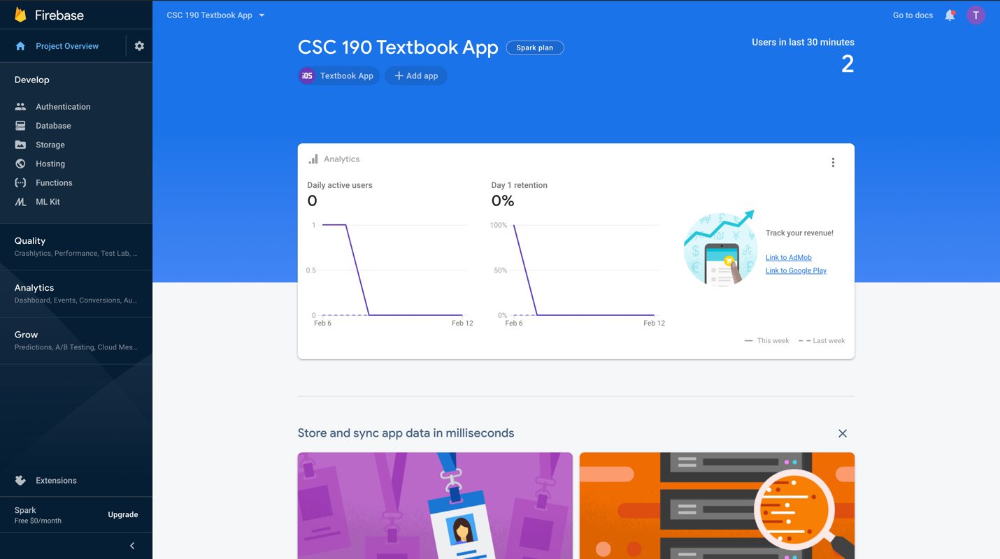 Firebase
Project Overview
Develop
Authentication
Database
Storage
Hosting
Functions
ML Kit
Quality
Crashlytics, Performance, Test Lab, ...
Analytics
Dashboard, Events, Conversions, Au...
Grow
Predictions, A/B Testing, Cloud Mes...
Extensions
Spark
Free $0/month
Upgrade
CSC 190 Textbook App
Go to docs
T
CSC 190 Textbook App
Spark plan
iOS Textbook App
+ Add app
Users in last 30 minutes
2
Analytics
Daily active users
0
1
0.5
0
Feb 6
Feb 12
Day 1 retention
0%
100%
50%
0%
Feb 6
Feb 12
Track your revenue!
Link to AdMob
Link to Google Play
This week
Last week
Store and sync app data in milliseconds